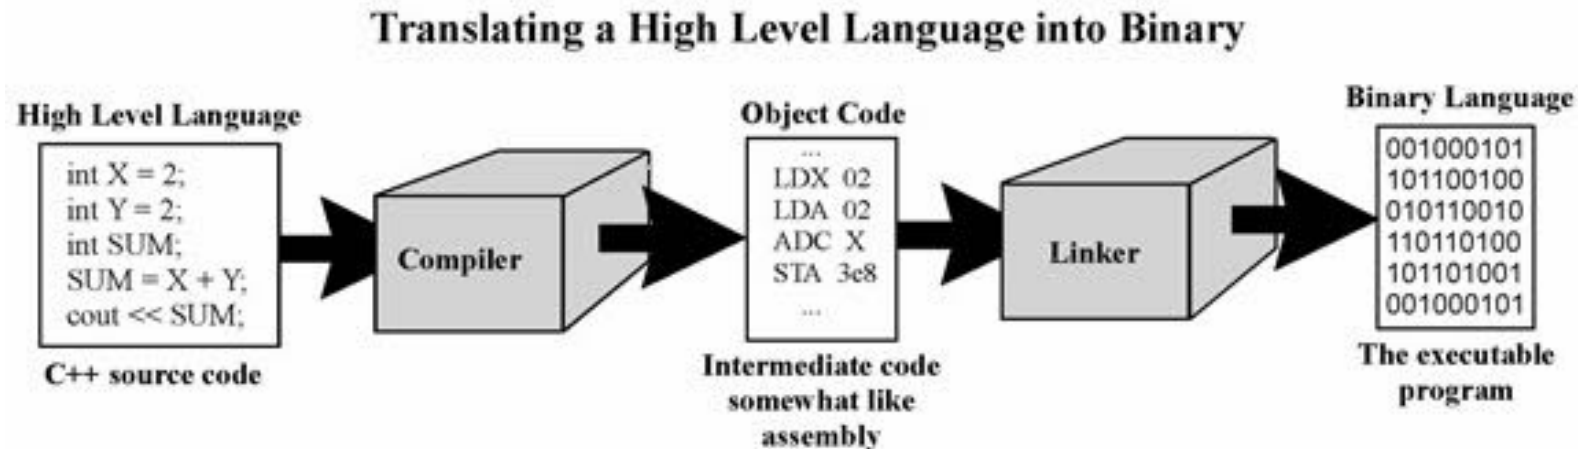 Translating a High Level Language into Binary
High Level Language
int X = 2;
int Y = 2;
int SUM;
SUM = X + Y;
cout << SUM;
C++ source code
Compiler
Object Code
...
LDX 02
LDA 02
ADC X
STA 3e8
...
Intermediate code
somewhat like
assembly
Linker
Binary Language
001000101
101100100
010110010
110110100
101101001
001000101
The executable
program